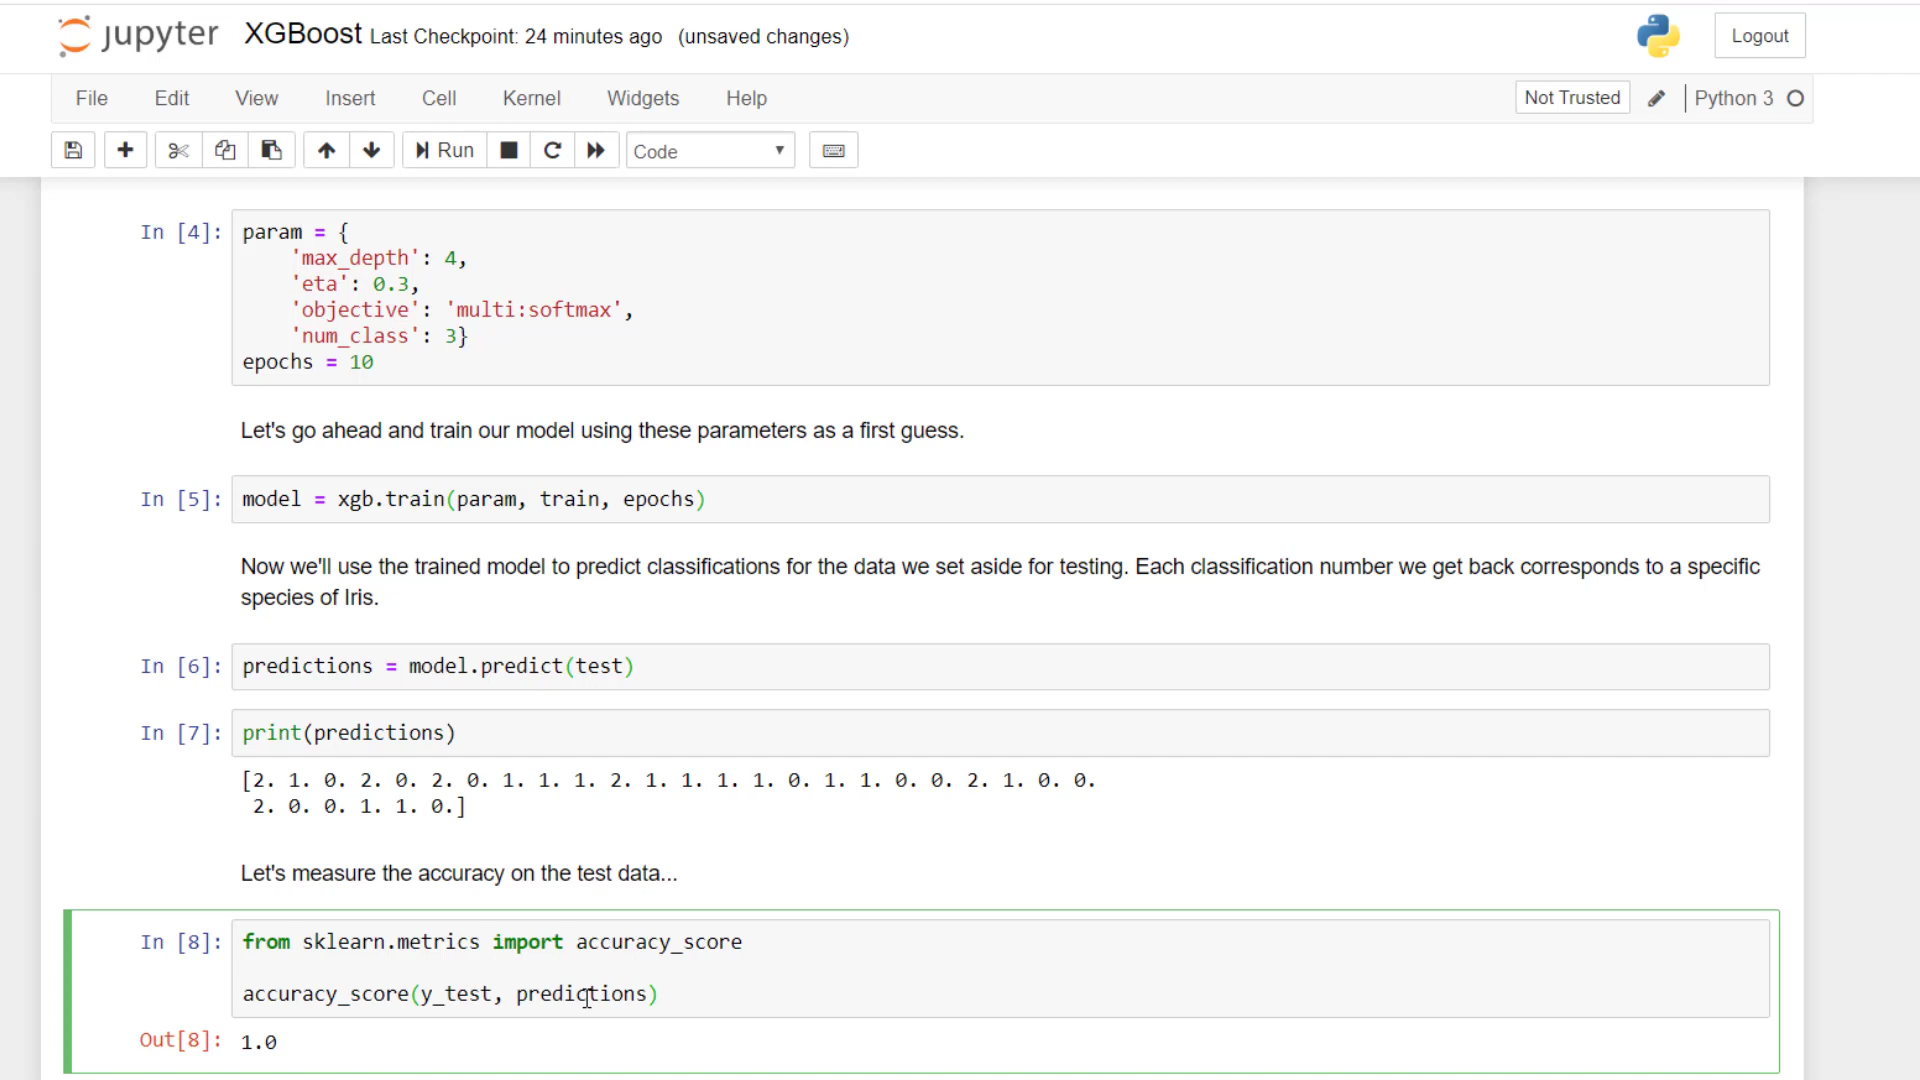 jupyter XGBoost Last Checkpoint: 24 minutes ago (unsaved changes) Logout
File Edit View Insert Cell Kernel Widgets Help Not Trusted Python 3
Run Code
In [4]: param = {
'max_depth': 4,
'eta': 0.3,
'objective': 'multi:softmax',
'num_class': 3}
epochs = 10
Let's go ahead and train our model using these parameters as a first guess.
In [5]: model = xgb.train(param, train, epochs)
Now we'll use the trained model to predict classifications for the data we set aside for testing. Each classification number we get back corresponds to a specific
species of Iris.
In [6]: predictions = model.predict(test)
In [7]: print(predictions)
[2. 1. 0. 2. 0. 2. 0. 1. 1. 1. 2. 1. 1. 1. 1. 0. 1. 1. 0. 0. 2. 1. 0. 0.
2. 0. 0. 1. 1. 0.]
Let's measure the accuracy on the test data...
In [8]: from sklearn.metrics import accuracy_score
accuracy_score(y_test, predictions)
Out[8]: 1.0